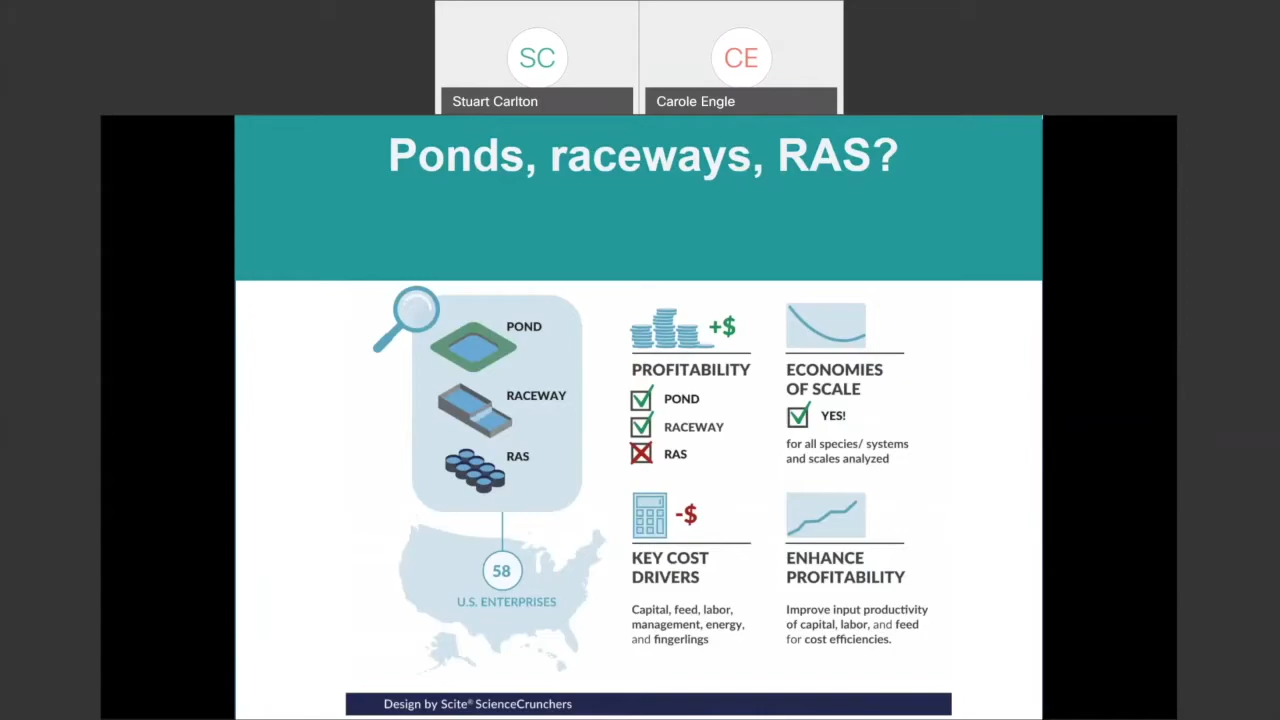 SC
CE
Stuart Carlton
Carole Engle
Ponds, raceways, RAS?
POND
RACEWAY
RAS
58
U.S. ENTERPRISES
+$
PROFITABILITY
POND
RACEWAY
RAS
ECONOMIES
OF SCALE
YES!
for all species/ systems
and scales analyzed
-$
KEY COST
DRIVERS
Capital, feed, labor,
management, energy,
and fingerlings
ENHANCE
PROFITABILITY
Improve input productivity
of capital, labor, and feed
for cost efficiencies.
Design by Scite® ScienceCrunchers